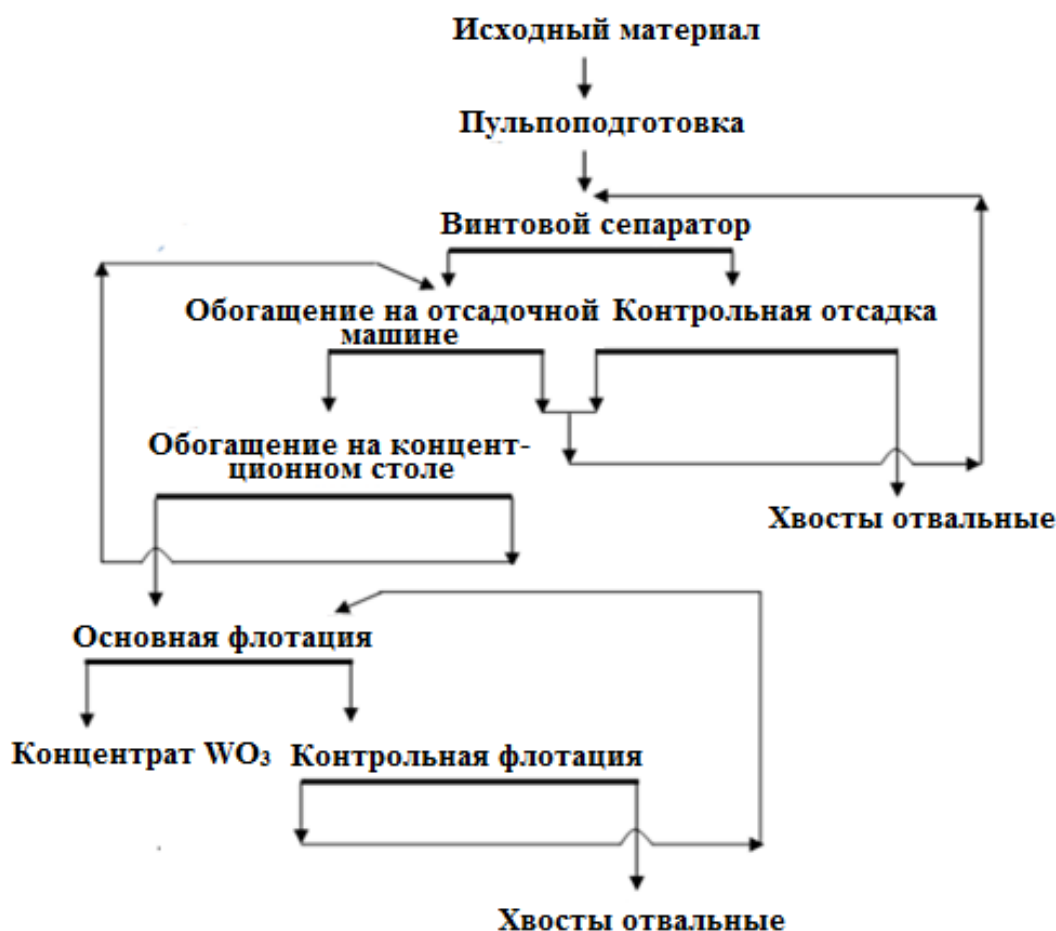 Исходный материал
Пульпоподготовка
Винтовой сепаратор
Обогащение на отсадочной
машине
Контрольная отсадка
Обогащение на концент-
ционном столе
Хвосты отвальные
Основная флотация
Концентрат WO₃
Контрольная флотация
Хвосты отвальные